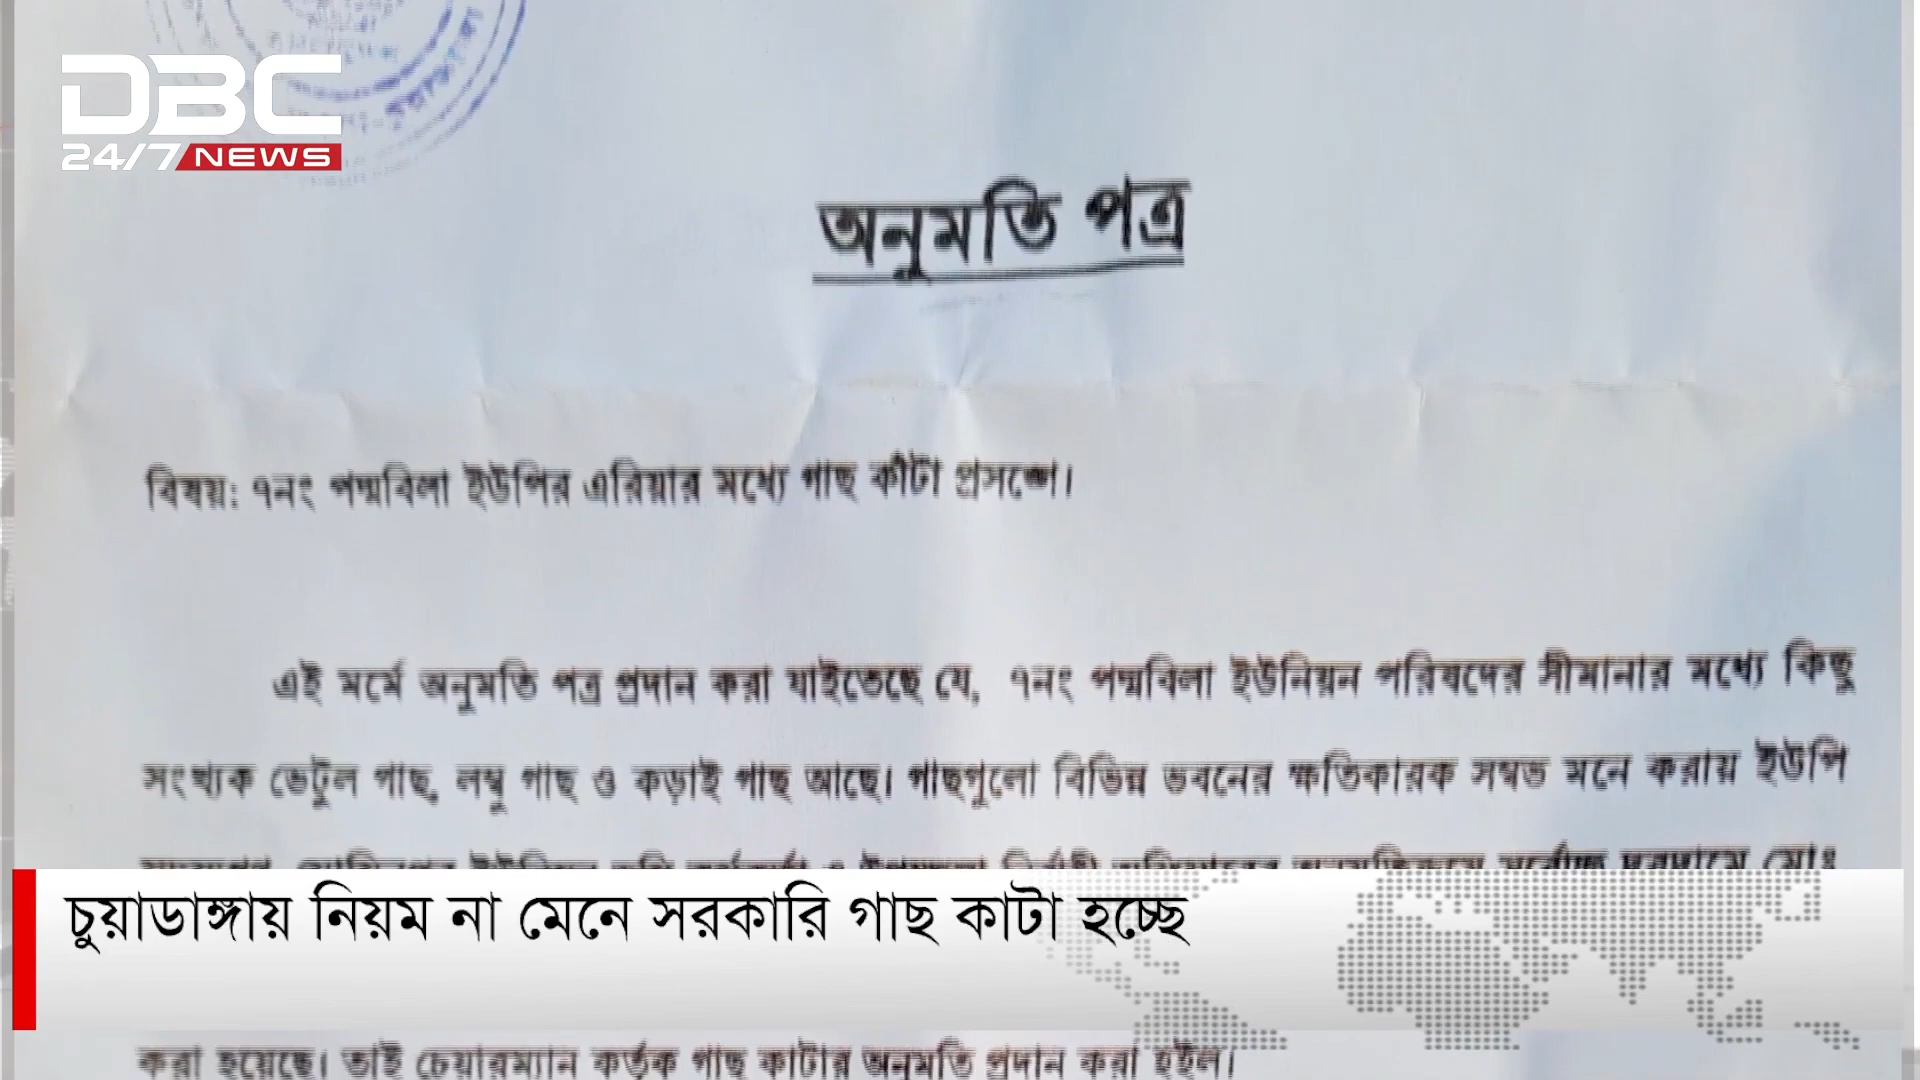 DBC
24/7 NEWS
অনুমতি পত্র
বিষয়: ৭নং পদ্মবিলা ইউপির এরিয়ার মধ্যে গাছ কাঁটা প্রসঙ্গে।
এই মর্মে অনুমতি পত্র প্রদান করা যাইতেছে যে, ৭নং পদ্মবিলা ইউনিয়ন পরিষদের সীমানার মধ্যে কিছু
সংখ্যক ভেটুল গাছ, লম্বু গাছ ও কড়াই গাছ আছে। গাছগুলো বিভিন্ন ভবনের ক্ষতিকারক সম্বভ মনে করায় ইউপি
চুয়াডাঙ্গায় নিয়ম না মেনে সরকারি গাছ কাটা হচ্ছে
করা হয়েছে। তাই চেয়ারম্যান কর্তৃক গাছ কাটার অনুমতি প্রদান করা হইল।